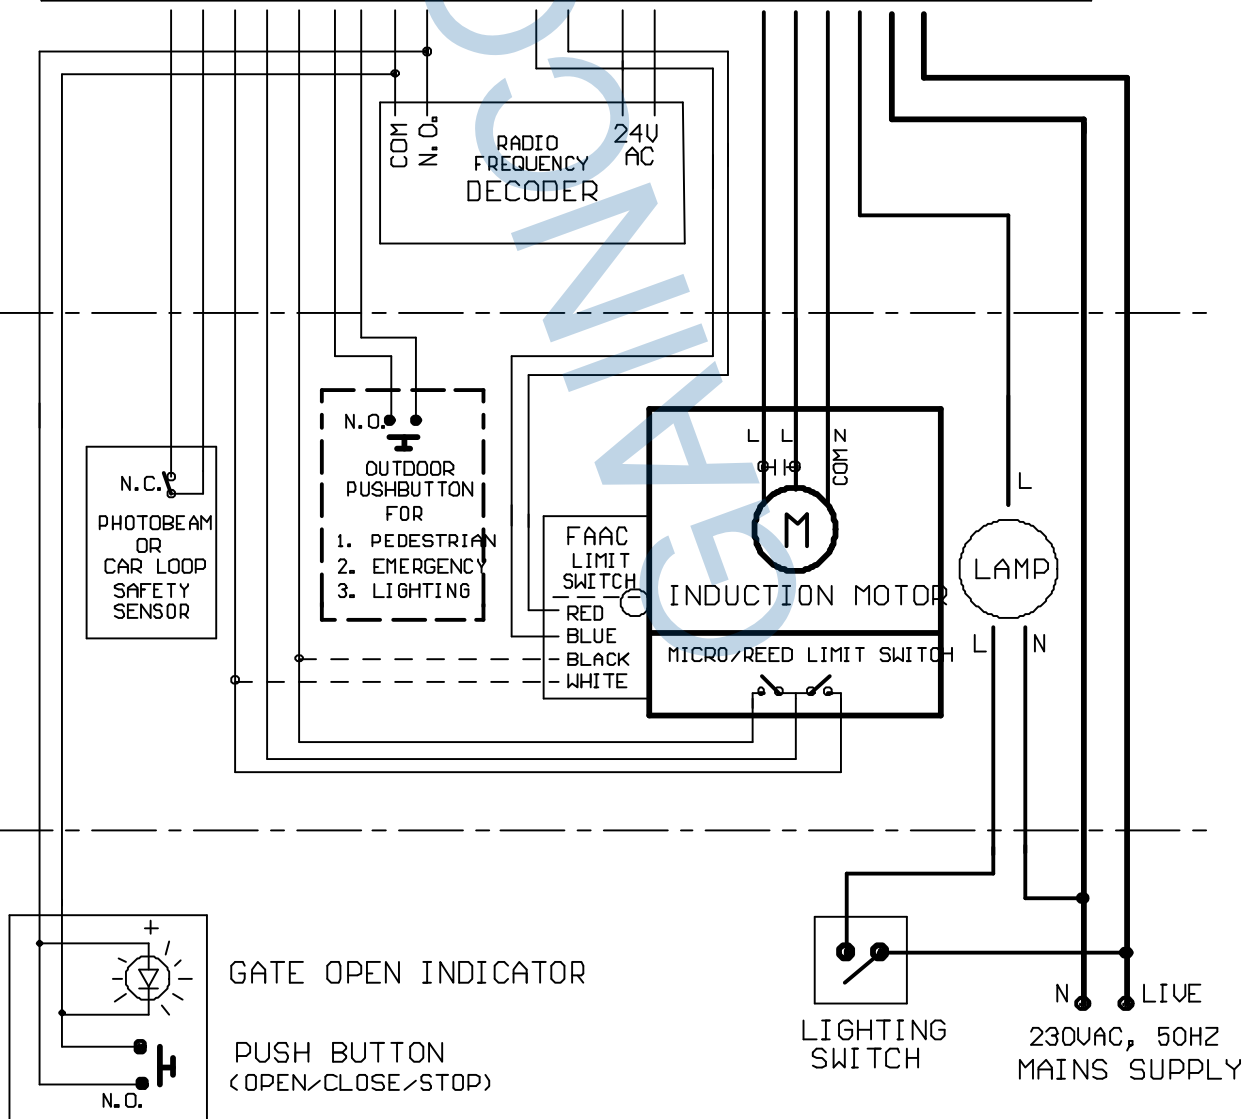 COM
N.O.
RADIO
FREQUENCY
DECODER
24V
AC
N.O.
OUTDOOR
PUSHBUTTON
FOR
1. PEDESTRIAN
2. EMERGENCY
3. LIGHTING
N.C.
PHOTOBEAM
OR
CAR LOOP
SAFETY
SENSOR
FAAC
LIMIT
SWITCH
RED
BLUE
BLACK
WHITE
L L
COM N
M
INDUCTION MOTOR
MICRO/REED LIMIT SWITCH
L
LAMP
L N
+
GATE OPEN INDICATOR
PUSH BUTTON
(OPEN/CLOSE/STOP)
N.O.
LIGHTING
SWITCH
N LIVE
230VAC, 50HZ
MAINS SUPPLY